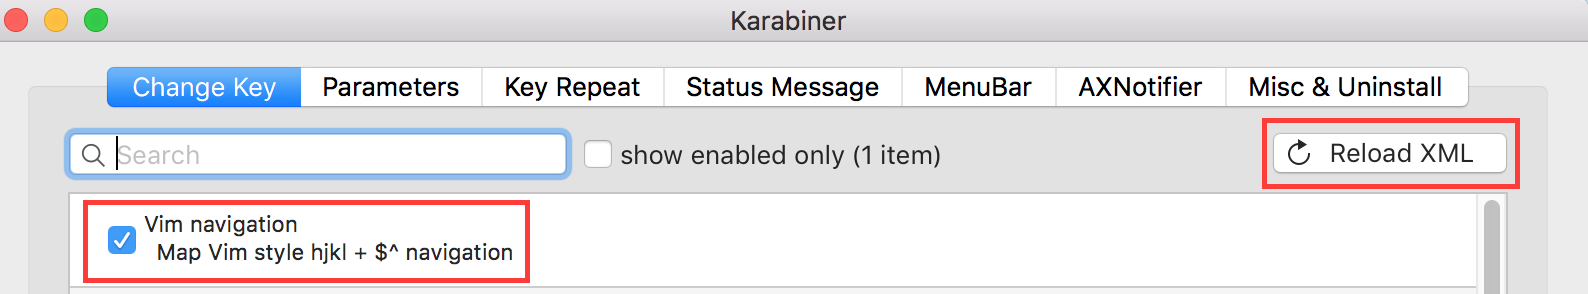 Karabiner
Change Key Parameters Key Repeat Status Message MenuBar AXNotifier Misc & Uninstall
Search show enabled only (1 item) Reload XML
Vim navigation
Map Vim style hjkl + $^ navigation